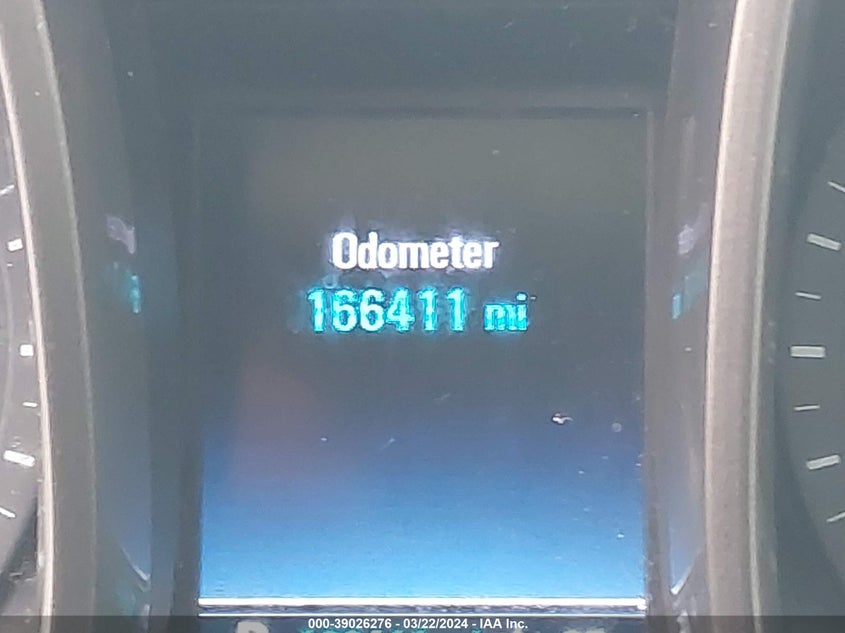 Odometer
166411 mi
000-39026276 - 03/22/2024 - IAA Inc.